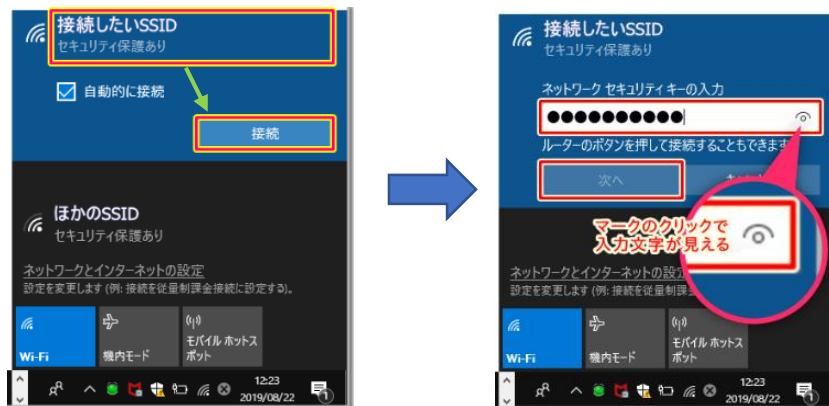 接続したいSSID
セキュリティ保護あり
自動的に接続
接続
ほかのSSID
セキュリティ保護あり
ネットワークとインターネットの設定
設定を変更します (例: 接続を従量制課金接続に設定する)。
Wi-Fi
機内モード
モバイル ホットス
ポット
12:23
2019/08/22
1
接続したいSSID
セキュリティ保護あり
ネットワーク セキュリティ キーの入力
●●●●●●●●●●
ルーターのボタンを押して接続することもできます
次へ
マークのクリックで
入力文字が見える
ネットワークとインターネットの設定
設定を変更します (例: 接続を従量制課
Wi-Fi
機内モード
モバイル ホットス
ポット
12:23
2019/08/22
1